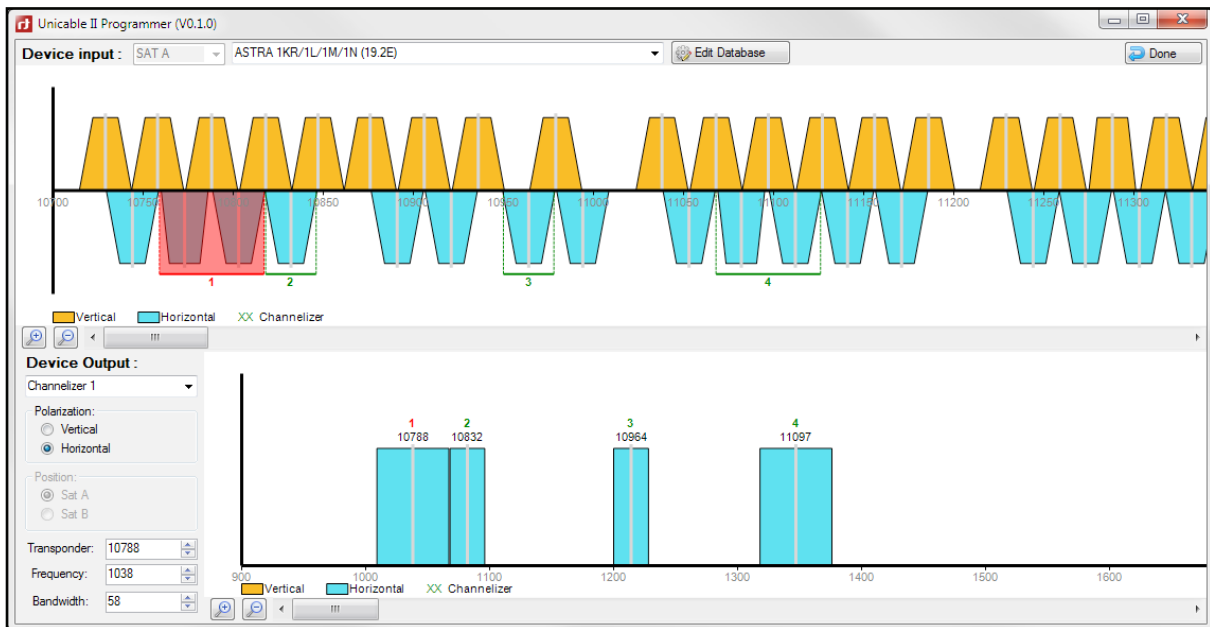 Unicable II Programmer (V0.1.0)
Device input : SAT A ASTRA 1KR/1L/1M/1N (19.2E) Edit Database Done
10700 10750 10850 10900 10950 11000 11050 11100 11150 11200 11250 11300
1 2 3 4
Vertical Horizontal XX Channelizer
Device Output :
Channelizer 1
Polarization:
Vertical
Horizontal
Position:
Sat A
Sat B
Transporder: 10788
Frequency: 1038
Bandwidth: 58
1 2 3 4
10788 10832 10964 11097
900 1000 1100 1200 1300 1400 1500 1600
Vertical Horizontal XX Channelizer